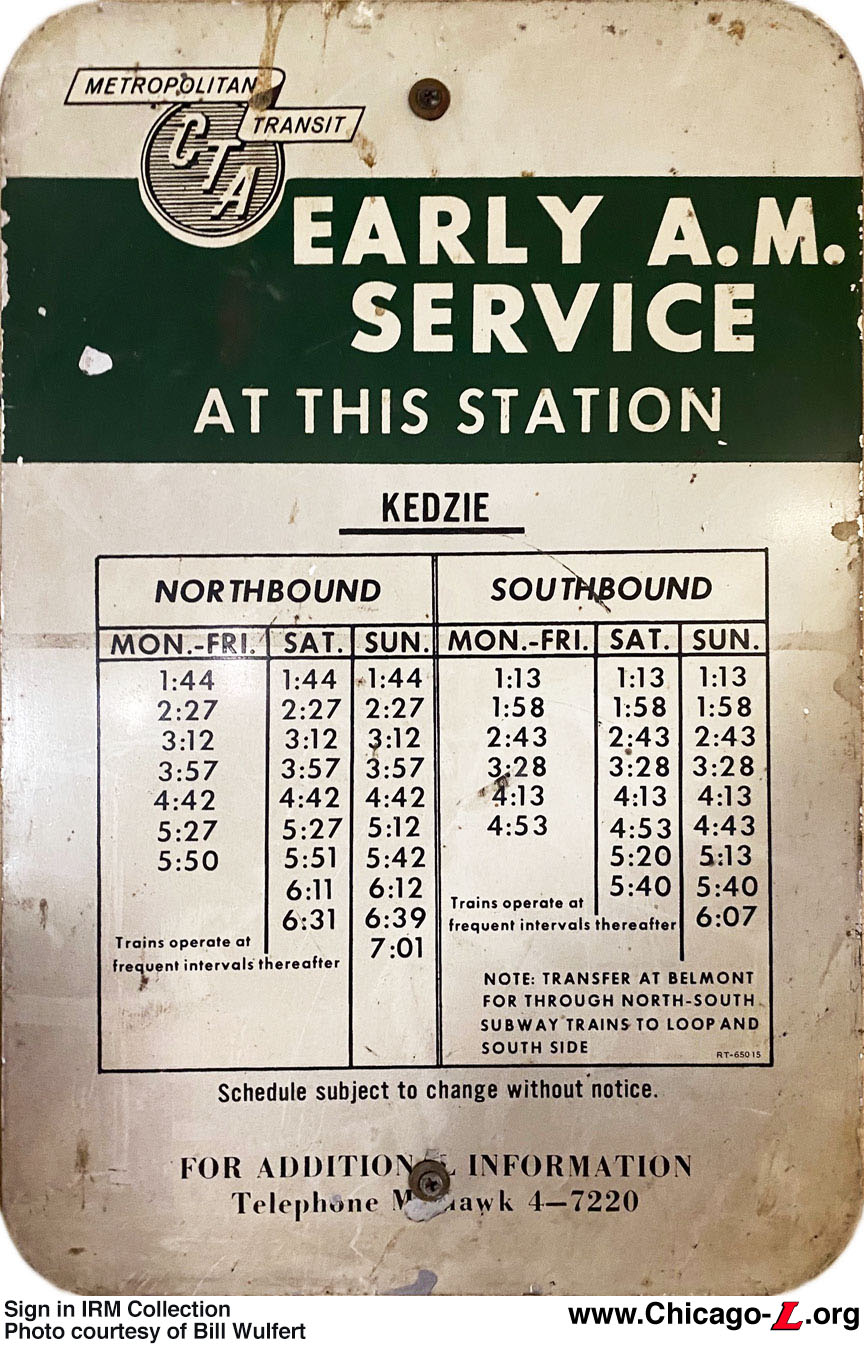 METROPOLITAN
TRANSIT
CTA
EARLY A.M.
SERVICE
AT THIS STATION
KEDZIE
NORTHBOUND SOUTHBOUND
MON.-FRI. SAT. SUN. MON.-FRI. SAT. SUN.
1:44 1:44 1:44 1:13 1:13 1:13
2:27 2:27 2:27 1:58 1:58 1:58
3:12 3:12 3:12 2:43 2:43 2:43
3:57 3:57 3:57 3:28 3:28 3:28
4:42 4:42 4:42 4:13 4:13 4:13
5:27 5:27 5:12 4:53 4:53 4:43
5:50 5:51 5:42 5:20 5:13
6:11 6:12 5:40 5:40
6:31 6:39 6:07
7:01
Trains operate at
frequent intervals thereafter
Trains operate at
frequent intervals thereafter
NOTE: TRANSFER AT BELMONT
FOR THROUGH NORTH-SOUTH
SUBWAY TRAINS TO LOOP AND
SOUTH SIDE
RT-65015
Schedule subject to change without notice.
FOR INFORMATION
Telephone 4—7220
Sign in IRM Collection
Photo courtesy of Bill Wulfert
www.Chicago-L.org